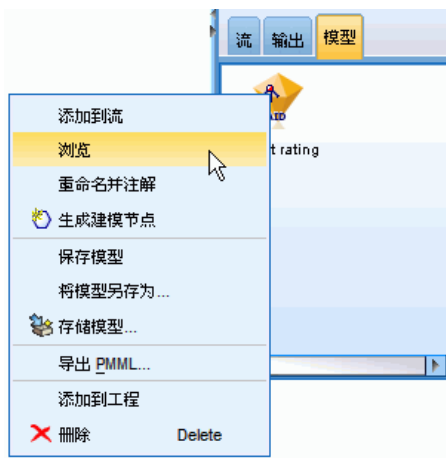 流 输出 模型
AID
t rating
添加到流
浏览
重命名并注解
生成建模节点
保存模型
将模型另存为...
存储模型...
导出 PMML...
添加到工程
删除 Delete